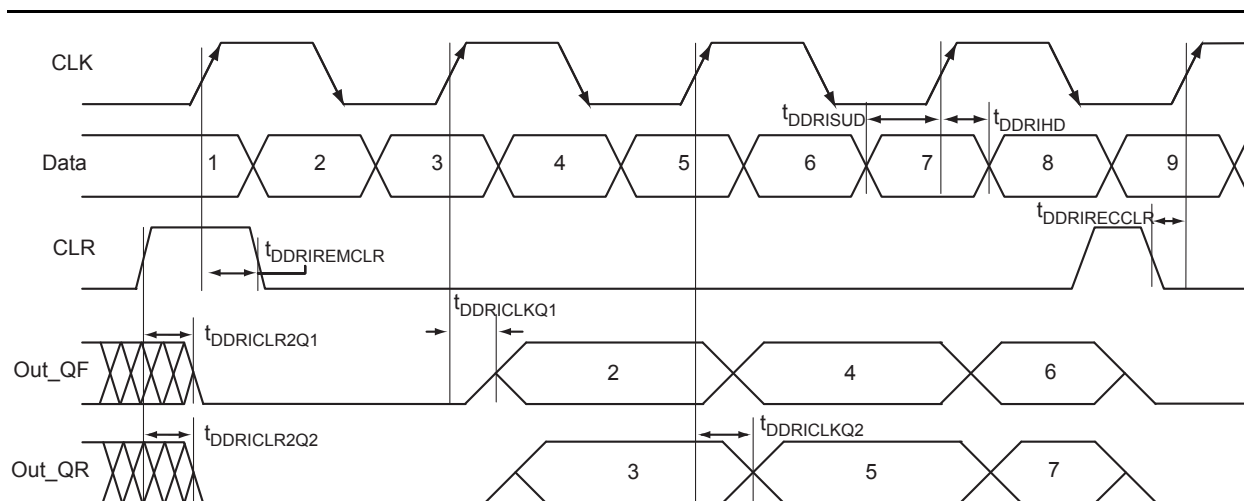 CLK
tDDRISUD
tDDRIHD
Data
1 2 3 4 5 6 7 8 9
CLR
tDDRIREMCLR
tDDRIRECCLR
tDDRICLKQ1
tDDRICLR2Q1
Out_QF
2 4 6
tDDRICLR2Q2
tDDRICLKQ2
Out_QR
3 5 7